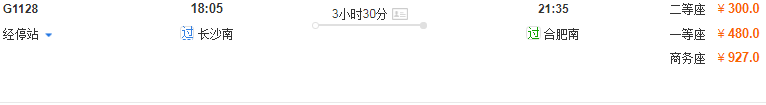 G1128 18:05 3小时30分 21:35 二等座 ￥300.0
经停站 过 长沙南 过 合肥南 一等座 ￥480.0
商务座 ￥927.0